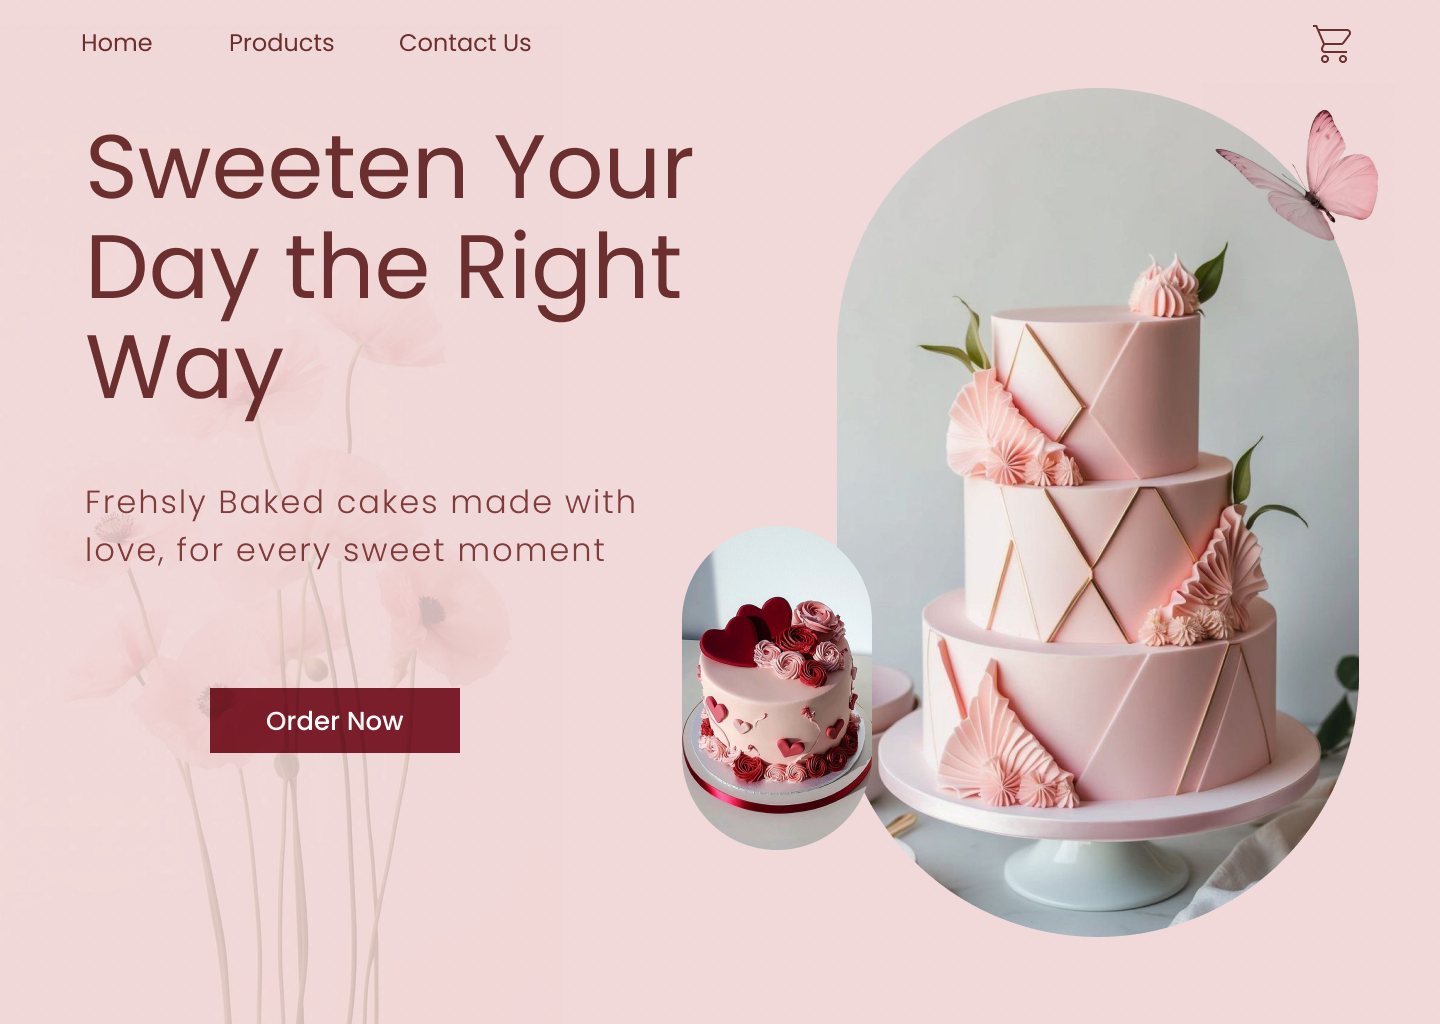 Home Products Contact Us
Sweeten Your
Day the Right
Way
Frehsly Baked cakes made with
love, for every sweet moment
Order Now